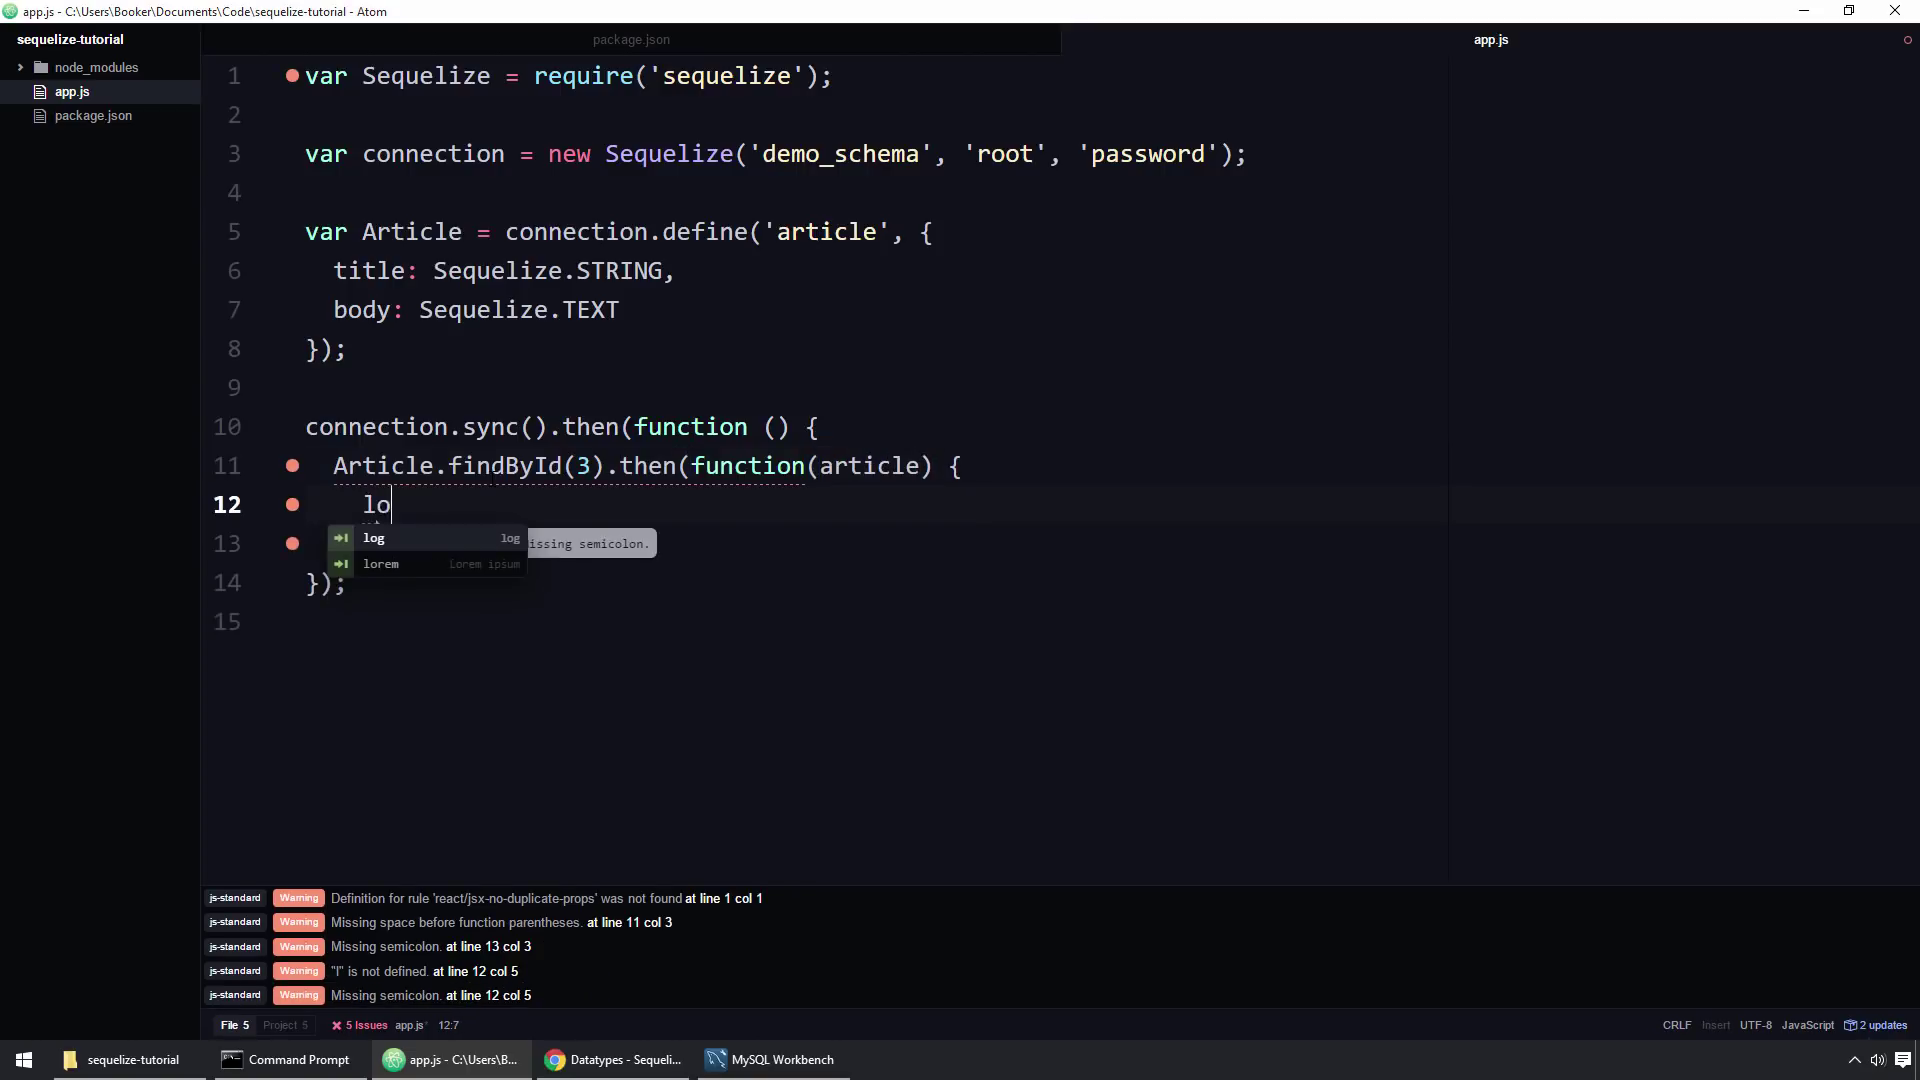 app.js - C:\Users\Booker\Documents\Code\sequelize-tutorial - Atom
sequelize-tutorial
node_modules
app.js
package.json
package.json
app.js
1 var Sequelize = require('sequelize');
2
3 var connection = new Sequelize('demo_schema', 'root', 'password');
4
5 var Article = connection.define('article', {
6 title: Sequelize.STRING,
7 body: Sequelize.TEXT
8 });
9
10 connection.sync().then(function () {
11 Article.findById(3).then(function(article) {
12 lo
log log
13 issing semicolon.
lorem Lorem ipsum
14 });
15
js-standard Warning Definition for rule 'react/jsx-no-duplicate-props' was not found at line 1 col 1
js-standard Warning Missing space before function parentheses. at line 11 col 3
js-standard Warning Missing semicolon. at line 13 col 3
js-standard Warning "l" is not defined. at line 12 col 5
js-standard Warning Missing semicolon. at line 12 col 5
File 5 Project 5 5 Issues app.js* 12:7 CRLF Insert UTF-8 JavaScript 2 updates
sequelize-tutorial Command Prompt app.js - C:\Users\B... Datatypes - Sequeli... MySQL Workbench